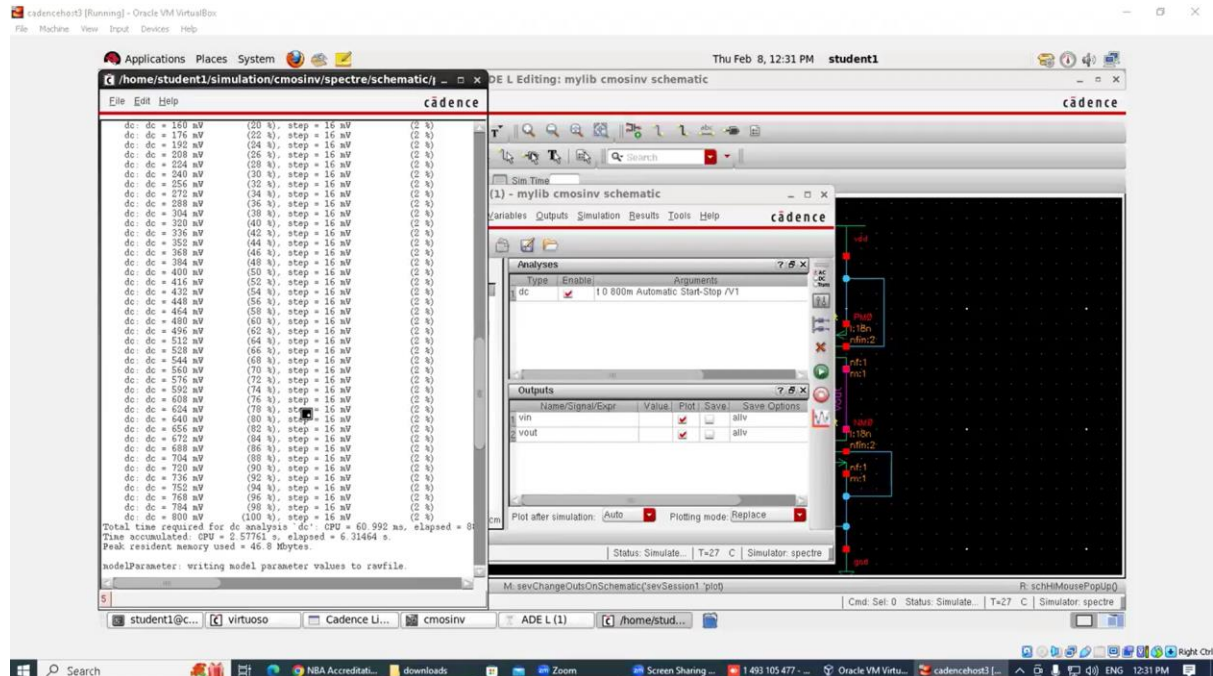 cadencehost3 [Running] - Oracle VM VirtualBox
File Machine View Input Devices Help
Applications Places System Thu Feb 8, 12:31 PM student1
/home/student1/simulation/cmosinv/spectre/schematic/
File Edit Help cādence
dc: dc = 160 mV (20 %), step = 16 mV (2 %)
dc: dc = 176 mV (22 %), step = 16 mV (2 %)
dc: dc = 192 mV (24 %), step = 16 mV (2 %)
dc: dc = 208 mV (26 %), step = 16 mV (2 %)
dc: dc = 224 mV (28 %), step = 16 mV (2 %)
dc: dc = 240 mV (30 %), step = 16 mV (2 %)
dc: dc = 256 mV (32 %), step = 16 mV (2 %)
dc: dc = 272 mV (34 %), step = 16 mV (2 %)
dc: dc = 288 mV (36 %), step = 16 mV (2 %)
dc: dc = 304 mV (38 %), step = 16 mV (2 %)
dc: dc = 320 mV (40 %), step = 16 mV (2 %)
dc: dc = 336 mV (42 %), step = 16 mV (2 %)
dc: dc = 352 mV (44 %), step = 16 mV (2 %)
dc: dc = 368 mV (46 %), step = 16 mV (2 %)
dc: dc = 384 mV (48 %), step = 16 mV (2 %)
dc: dc = 400 mV (50 %), step = 16 mV (2 %)
dc: dc = 416 mV (52 %), step = 16 mV (2 %)
dc: dc = 432 mV (54 %), step = 16 mV (2 %)
dc: dc = 448 mV (56 %), step = 16 mV (2 %)
dc: dc = 464 mV (58 %), step = 16 mV (2 %)
dc: dc = 480 mV (60 %), step = 16 mV (2 %)
dc: dc = 496 mV (62 %), step = 16 mV (2 %)
dc: dc = 512 mV (64 %), step = 16 mV (2 %)
dc: dc = 528 mV (66 %), step = 16 mV (2 %)
dc: dc = 544 mV (68 %), step = 16 mV (2 %)
dc: dc = 560 mV (70 %), step = 16 mV (2 %)
dc: dc = 576 mV (72 %), step = 16 mV (2 %)
dc: dc = 592 mV (74 %), step = 16 mV (2 %)
dc: dc = 608 mV (76 %), step = 16 mV (2 %)
dc: dc = 624 mV (78 %), step = 16 mV (2 %)
dc: dc = 640 mV (80 %), step = 16 mV (2 %)
dc: dc = 656 mV (82 %), step = 16 mV (2 %)
dc: dc = 672 mV (84 %), step = 16 mV (2 %)
dc: dc = 688 mV (86 %), step = 16 mV (2 %)
dc: dc = 704 mV (88 %), step = 16 mV (2 %)
dc: dc = 720 mV (90 %), step = 16 mV (2 %)
dc: dc = 736 mV (92 %), step = 16 mV (2 %)
dc: dc = 752 mV (94 %), step = 16 mV (2 %)
dc: dc = 768 mV (96 %), step = 16 mV (2 %)
dc: dc = 784 mV (98 %), step = 16 mV (2 %)
dc: dc = 800 mV (100 %), step = 16 mV (2 %)
Total time required for dc analysis `dc': CPU = 60.992 ms, elapsed =
Time accumulated: CPU = 2.57761 s, elapsed = 6.31464 s.
Peak resident memory used = 46.8 Mbytes.
modelParameter: writing model parameter values to rawfile.
5
DE L Editing: mylib cmosinv schematic
cādence
Search
Sim Time
(1) - mylib cmosinv schematic
Variables Outputs Simulation Results Tools Help cādence
Analyses
Type Enable Arguments
1 dc t 0 800m Automatic Start-Stop /V1
Outputs
Name/Signal/Expr Value Plot Save Save Options
1 vin allv
2 vout allv
Plot after simulation: Auto Plotting mode: Replace
Status: Simulate... T=27 C Simulator: spectre
vdd
PM0
l:18n
nfin:2
nf:1
m:1
vout
NM0
l:18n
nfin:2
nf:1
m:1
gnd
M: sevChangeOutsOnSchematic('sevSession1 'plot) R: schHiMousePopUp()
Cmd: Sel: 0 Status: Simulate... T=27 C Simulator: spectre
student1@c... virtuoso Cadence Li... cmosinv ADE L (1) /home/stud...
Right Ctrl
Search NBA Accreditati... downloads Zoom Screen Sharing ... 1 493 105 477 - ... Oracle VM Virtu... cadencehost3 [... ENG 12:31 PM